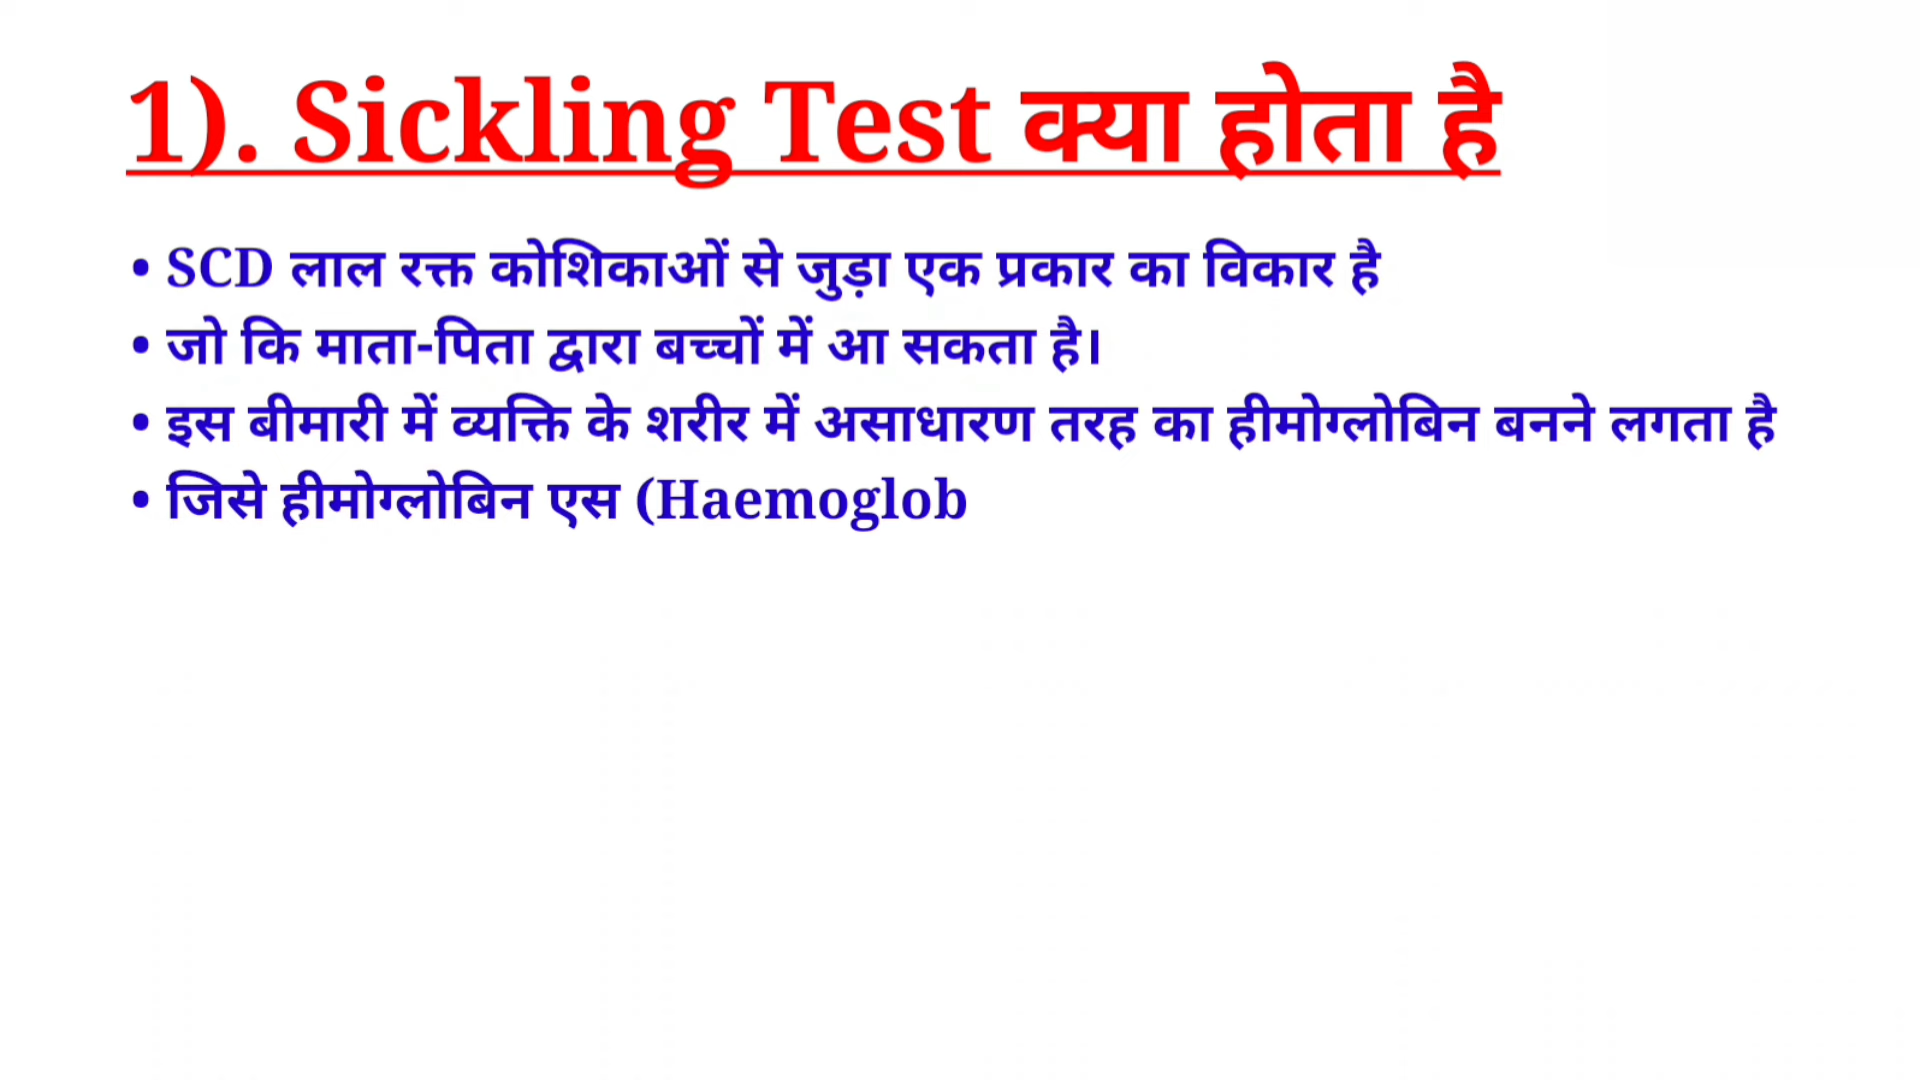 1). Sickling Test क्या होता है
• SCD लाल रक्त कोशिकाओं से जुड़ा एक प्रकार का विकार है
• जो कि माता-पिता द्वारा बच्चों में आ सकता है।
• इस बीमारी में व्यक्ति के शरीर में असाधारण तरह का हीमोग्लोबिन बनने लगता है
• जिसे हीमोग्लोबिन एस (Haemoglob